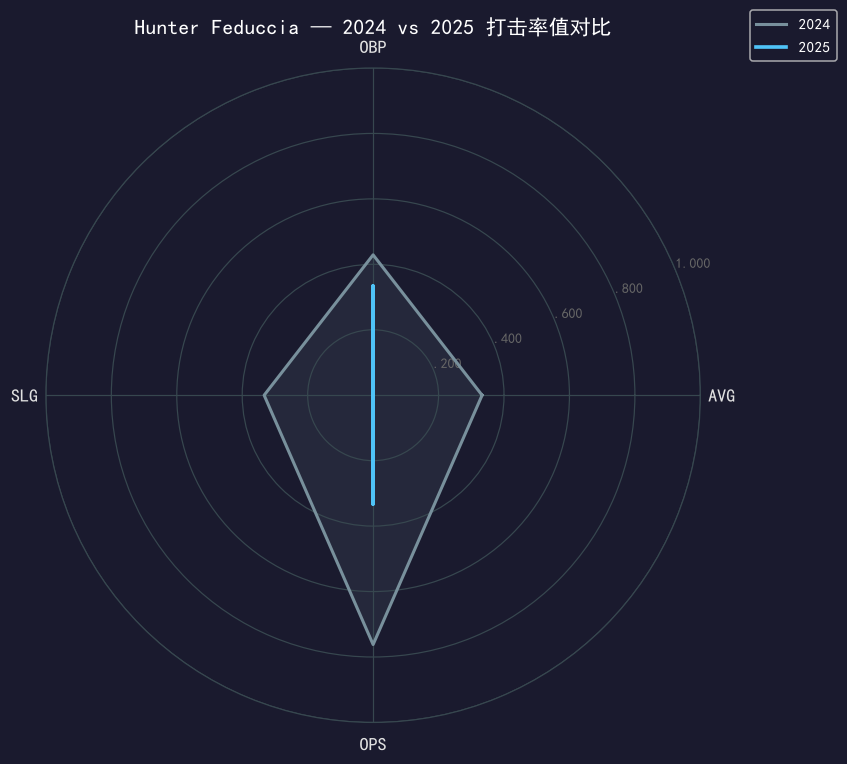 Hunter Feduccia — 2024 vs 2025 打击率值对比
2024
2025
OBP
1.000
.800
.600
.400
.200
SLG
AVG
OPS